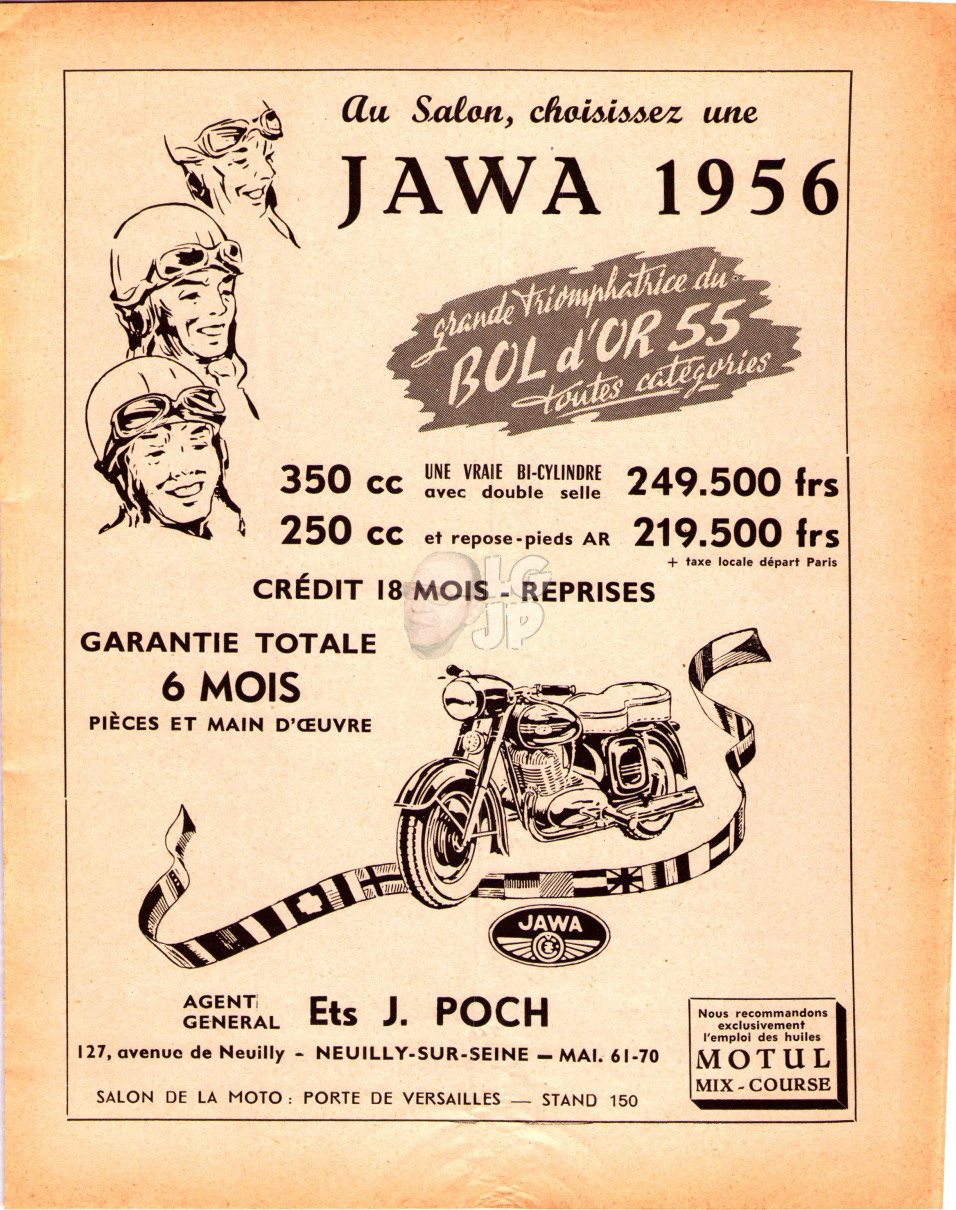 Au Salon, choisissez une
JAWA 1956
grande triomphatrice du
BOL d'OR 55
toutes catégories
350 cc UNE VRAIE BI-CYLINDRE avec double selle 249.500 frs
250 cc et repose-pieds AR 219.500 frs
+ taxe locale départ Paris
CRÉDIT 18 MOIS - REPRISES
LG
JP
GARANTIE TOTALE
6 MOIS
PIÈCES ET MAIN D'ŒUVRE
JAWA
AGENT GENERAL Ets J. POCH
127, avenue de Neuilly - NEUILLY-SUR-SEINE — MAI. 61-70
SALON DE LA MOTO : PORTE DE VERSAILLES — STAND 150
Nous recommandons
exclusivement
l'emploi des huiles
MOTUL
MIX-COURSE